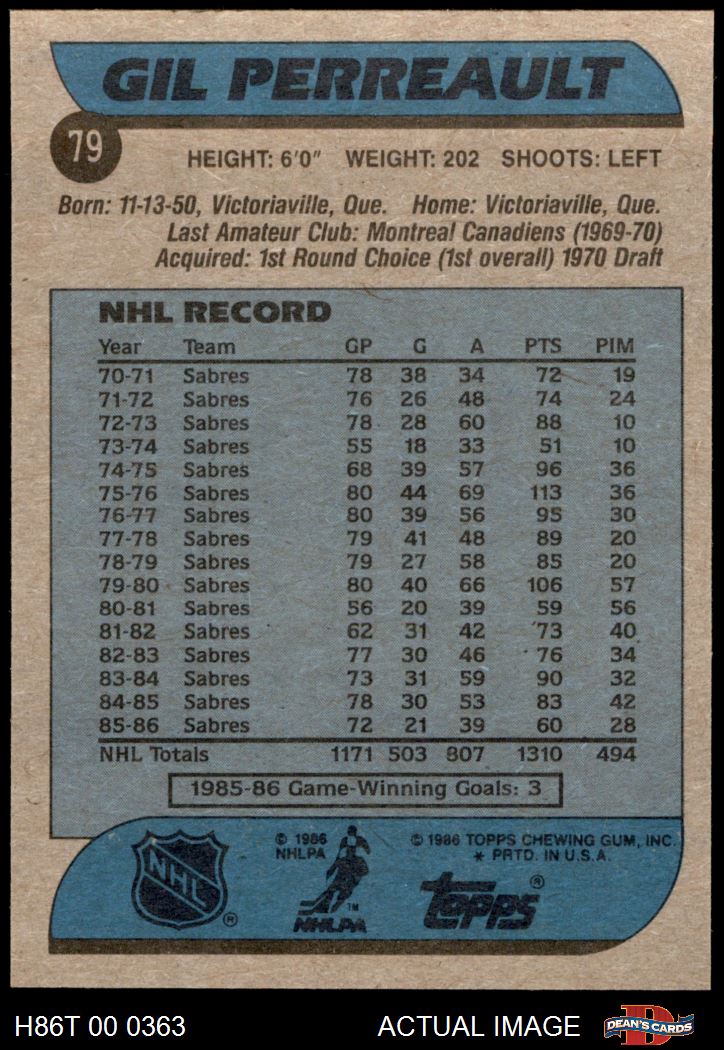 GIL PERREAULT
79
HEIGHT: 6'0" WEIGHT: 202 SHOOTS: LEFT
Born: 11-13-50, Victoriaville, Que. Home: Victoriaville, Que.
Last Amateur Club: Montreal Canadiens (1969-70)
Acquired: 1st Round Choice (1st overall) 1970 Draft
NHL RECORD
Year Team GP G A PTS PIM
70-71 Sabres 78 38 34 72 19
71-72 Sabres 76 26 48 74 24
72-73 Sabres 78 28 60 88 10
73-74 Sabres 55 18 33 51 10
74-75 Sabres 68 39 57 96 36
75-76 Sabres 80 44 69 113 36
76-77 Sabres 80 39 56 95 30
77-78 Sabres 79 41 48 89 20
78-79 Sabres 79 27 58 85 20
79-80 Sabres 80 40 66 106 57
80-81 Sabres 56 20 39 59 56
81-82 Sabres 62 31 42 73 40
82-83 Sabres 77 30 46 76 34
83-84 Sabres 73 31 59 90 32
84-85 Sabres 78 30 53 83 42
85-86 Sabres 72 21 39 60 28
NHL Totals 1171 503 807 1310 494
1985-86 Game-Winning Goals: 3
NHL ®
© 1986
NHLPA
TM
NHLPA
© 1986 TOPPS CHEWING GUM, INC.
* PRTD. IN U.S.A.
topps ®
H86T 00 0363 ACTUAL IMAGE
D
DEAN'S CARDS